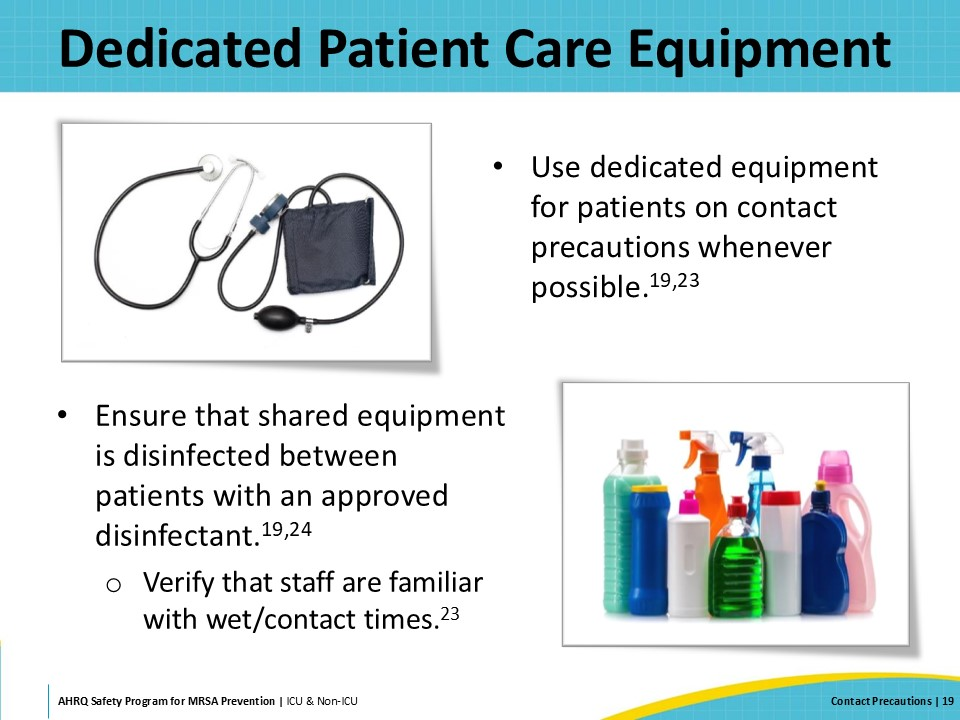 Dedicated Patient Care Equipment
• Use dedicated equipment
for patients on contact
precautions whenever
possible.19,23
• Ensure that shared equipment
is disinfected between
patients with an approved
disinfectant.19,24
o Verify that staff are familiar
with wet/contact times.23
AHRQ Safety Program for MRSA Prevention | ICU & Non-ICU
Contact Precautions | 19